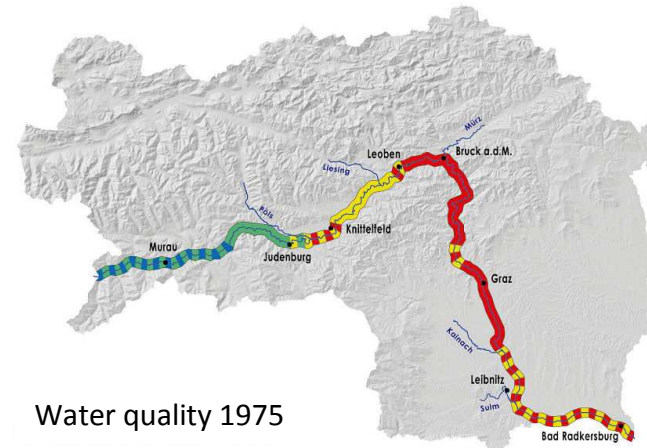 Mürz
Leoben
Bruck a.d.M.
Liesing
Pöls
Knittelfeld
Murau
Judenburg
Graz
Kainach
Leibnitz
Sulm
Water quality 1975
Bad Radkersburg